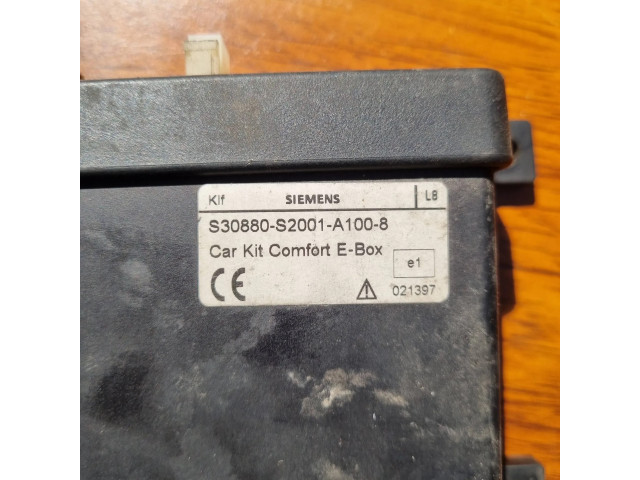 Klf SIEMENS L8
S30880-S2001-A100-8
Car Kit Comfort E-Box
e1
CE 021397